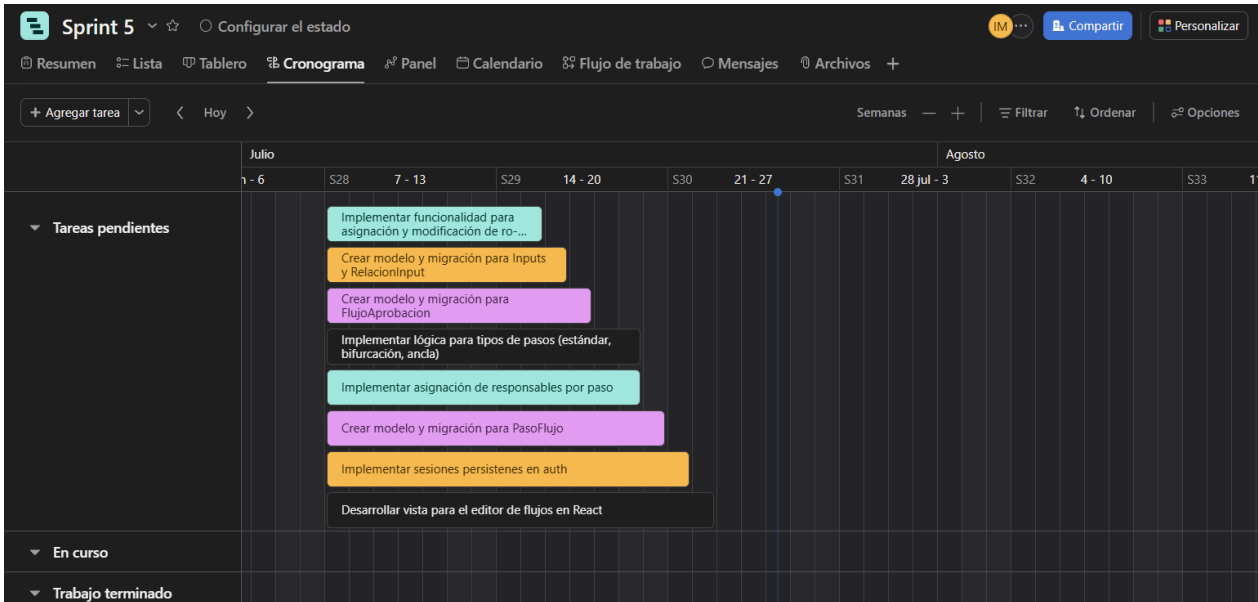 Sprint 5
Configurar el estado
IM
Compartir
Personalizar
Resumen
Lista
Tablero
Cronograma
Panel
Calendario
Flujo de trabajo
Mensajes
Archivos
+ Agregar tarea
Hoy
Semanas
Filtrar
Ordenar
Opciones
Julio
Agosto
- 6
S28
7 - 13
S29
14 - 20
S30
21 - 27
S31
28 jul - 3
S32
4 - 10
S33
Tareas pendientes
Implementar funcionalidad para
asignación y modificación de ro-...
Crear modelo y migración para Inputs
y RelacionInput
Crear modelo y migración para
FlujoAprobacion
Implementar lógica para tipos de pasos (estándar,
bifurcación, ancla)
Implementar asignación de responsables por paso
Crear modelo y migración para PasoFlujo
Implementar sesiones persistenes en auth
Desarrollar vista para el editor de flujos en React
En curso
Trabajo terminado